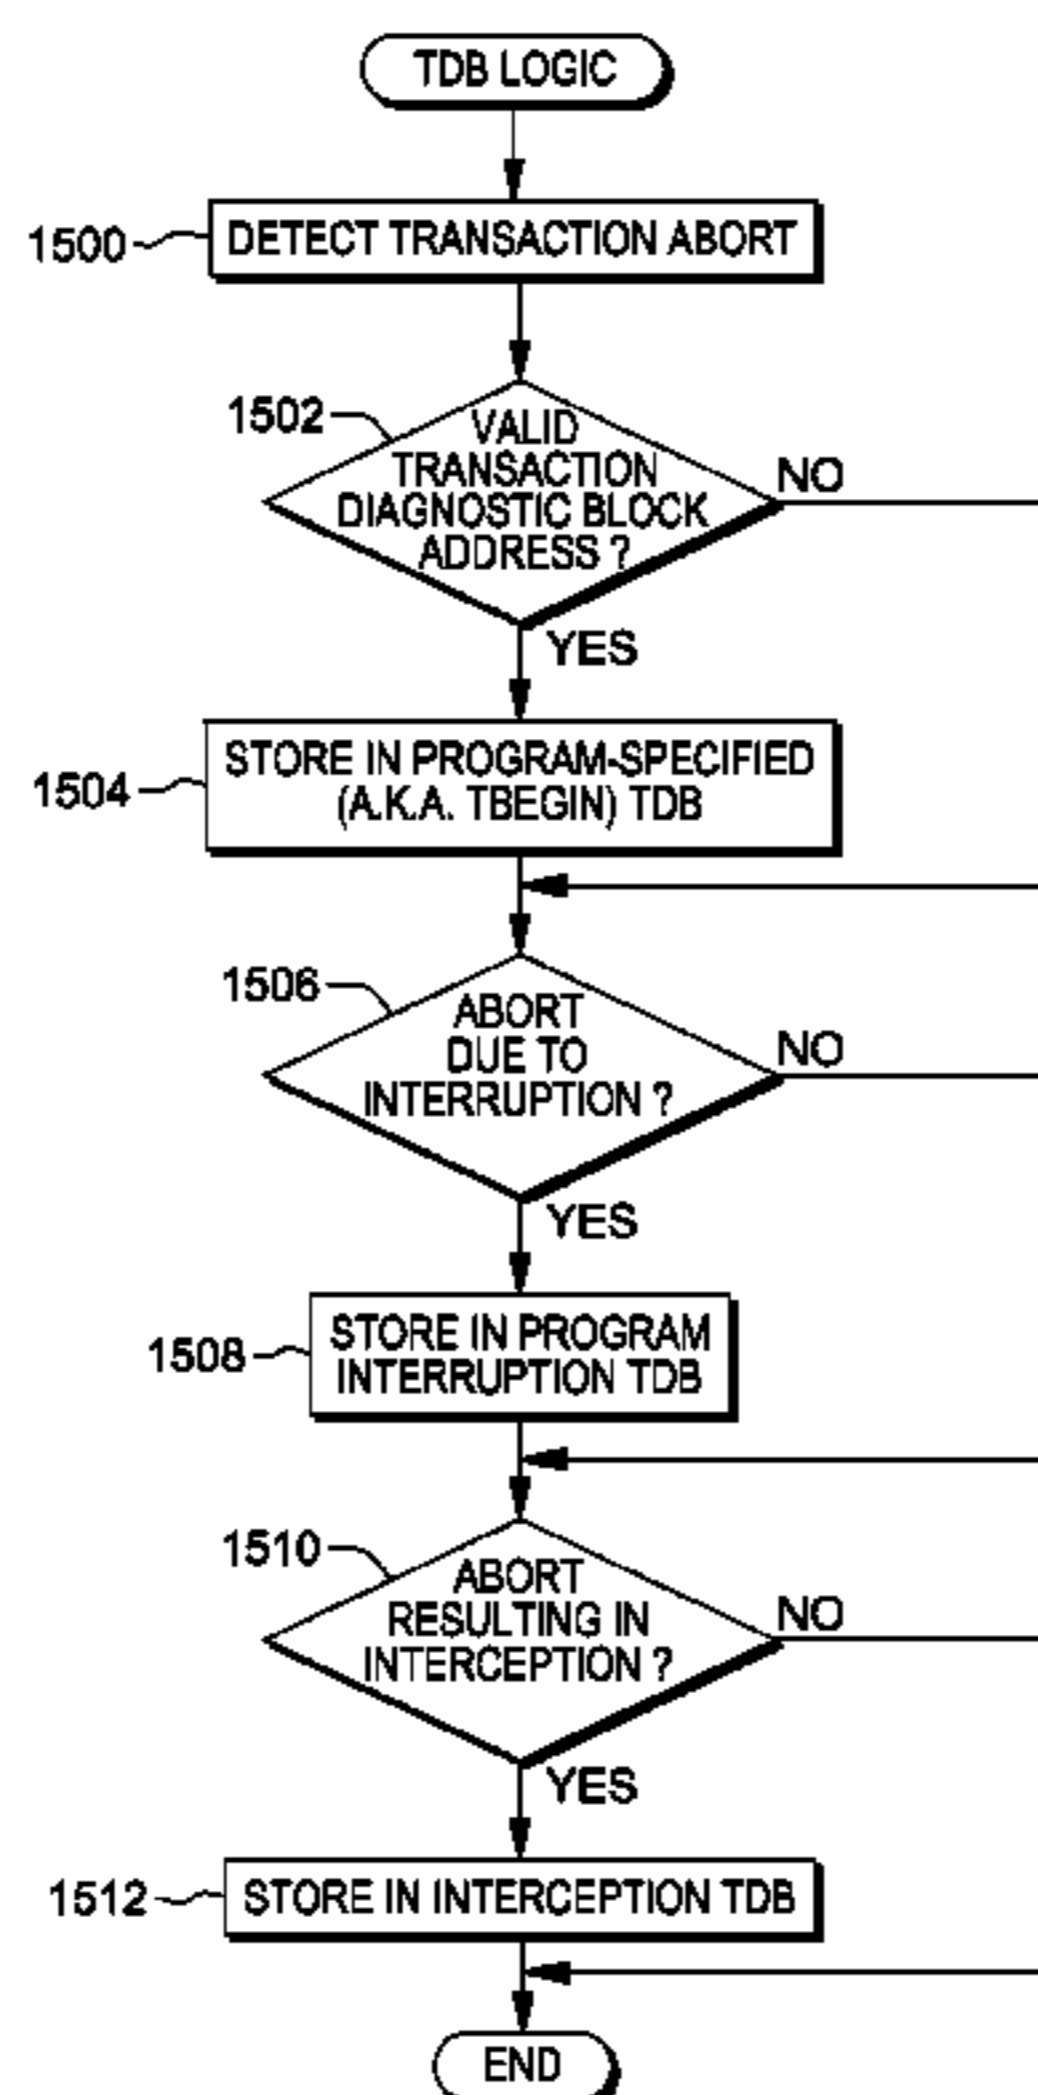 TDB LOGIC
1500
DETECT TRANSACTION ABORT
1502
VALID
TRANSACTION
DIAGNOSTIC BLOCK
ADDRESS ?
NO
YES
1504
STORE IN PROGRAM-SPECIFIED
(A.K.A. TBEGIN) TDB
1506
ABORT
DUE TO
INTERRUPTION ?
NO
YES
1508
STORE IN PROGRAM
INTERRUPTION TDB
1510
ABORT
RESULTING IN
INTERCEPTION ?
NO
YES
1512
STORE IN INTERCEPTION TDB
END